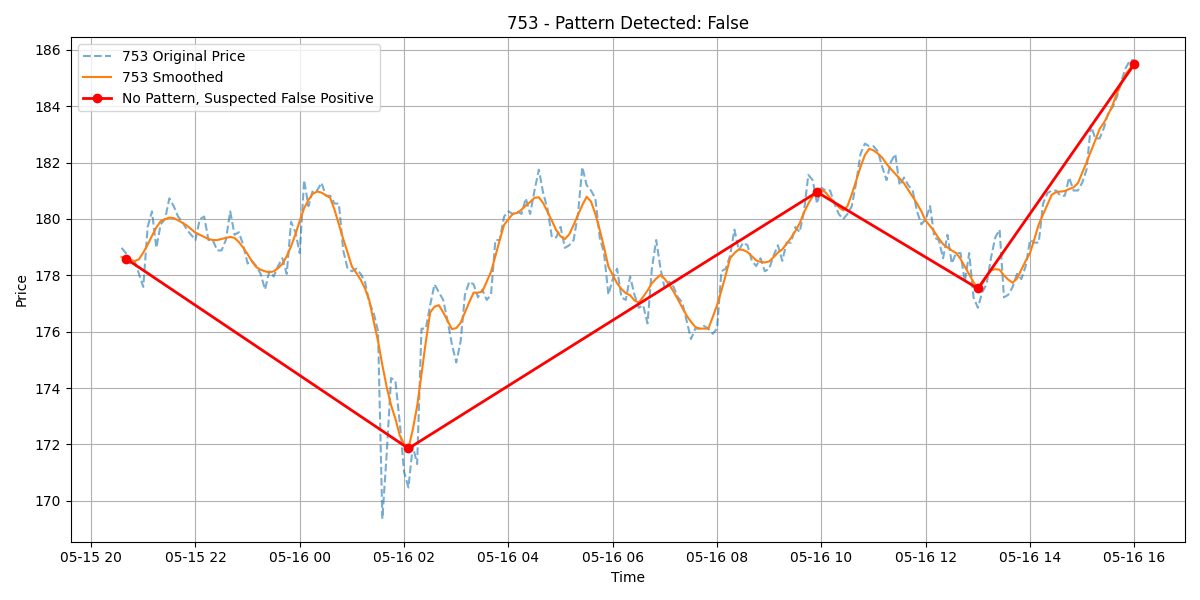 753 - Pattern Detected: False
753 Original Price
753 Smoothed
No Pattern, Suspected False Positive
Price
186
184
182
180
178
176
174
172
170
05-15 20 05-15 22 05-16 00 05-16 02 05-16 04 05-16 06 05-16 08 05-16 10 05-16 12 05-16 14 05-16 16
Time